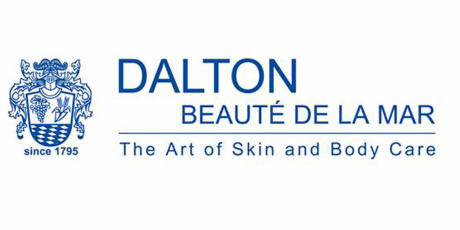 DALTON
BEAUTÉ DE LA MAR
since 1795
The Art of Skin and Body Care